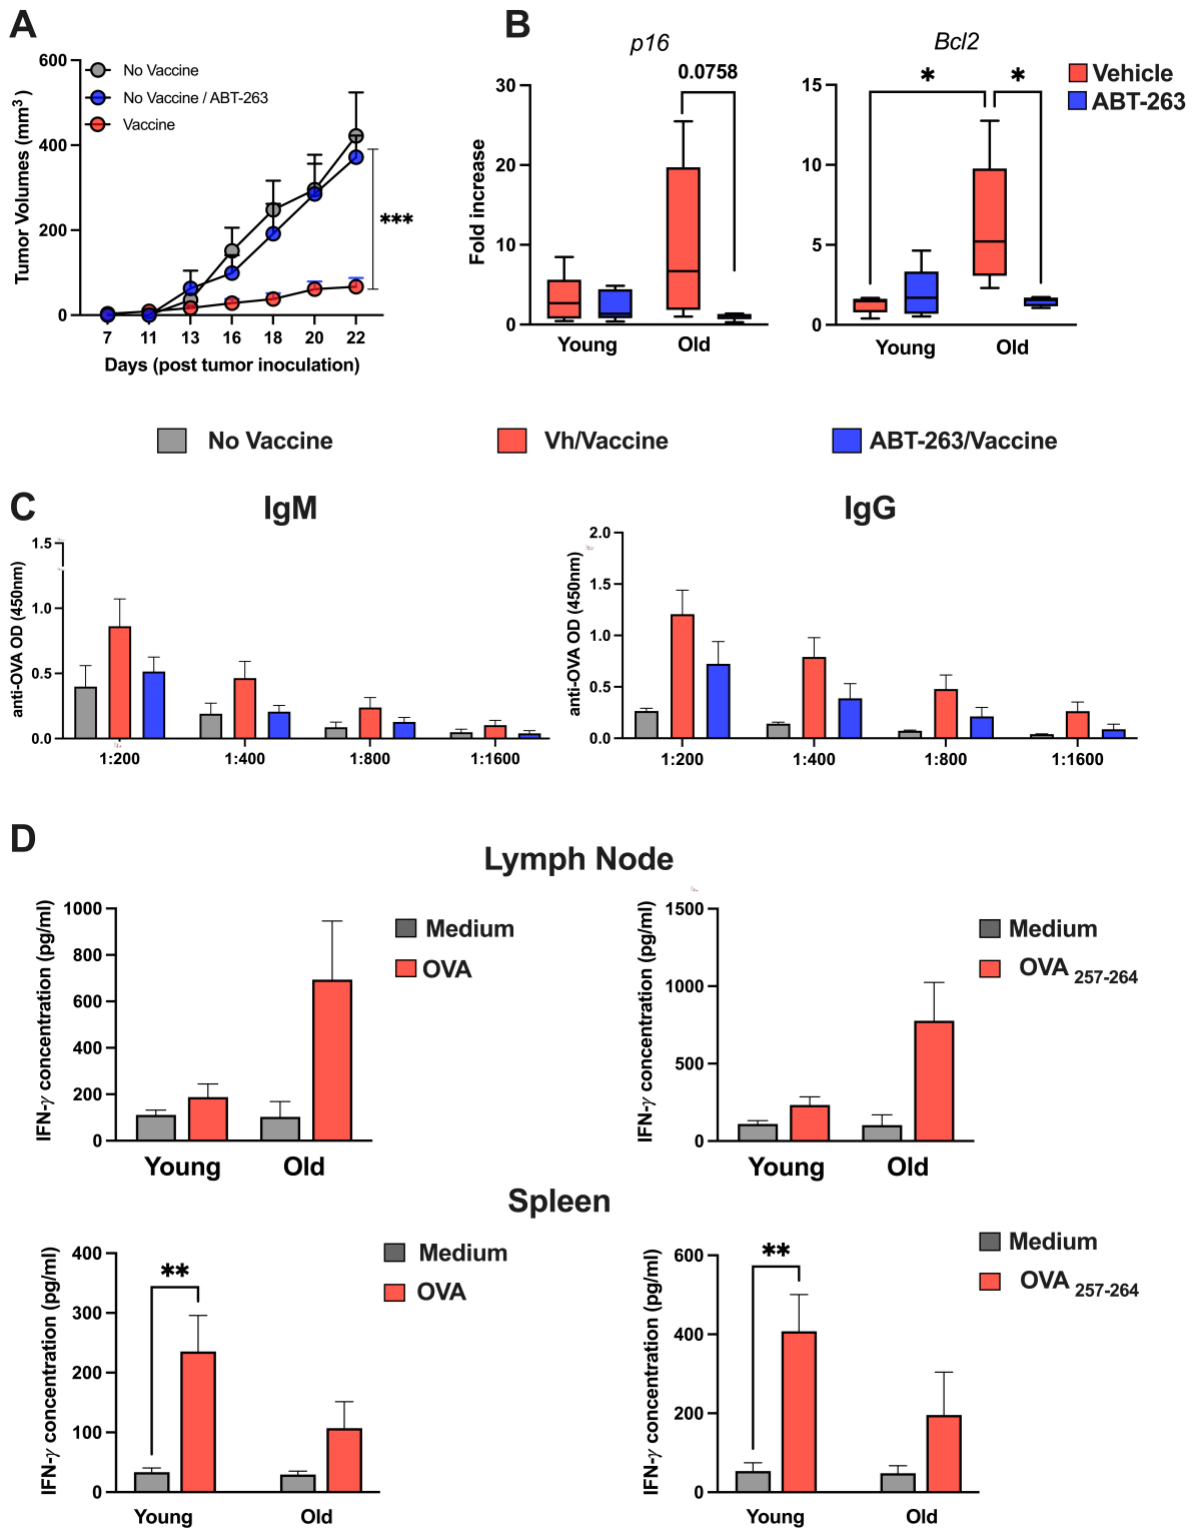 A
600
400
200
0
Tumor Volumes (mm3)
No Vaccine
No Vaccine / ABT-263
Vaccine
***
7 11 13 16 18 20 22
Days (post tumor inoculation)
B
p16
0.0758
30
20
10
0
Fold increase
Young Old
Bcl2
* *
15
10
5
0
Young Old
Vehicle
ABT-263
No Vaccine Vh/Vaccine ABT-263/Vaccine
C
IgM
1.5
1.0
0.5
0.0
anti-OVA OD (450nm)
1:200 1:400 1:800 1:1600
IgG
2.0
1.5
1.0
0.5
0.0
anti-OVA OD (450nm)
1:200 1:400 1:800 1:1600
D
Lymph Node
1000
800
600
400
200
0
IFN-γ concentration (pg/ml)
Medium
OVA
Young Old
1500
1000
500
0
IFN-γ concentration (pg/ml)
Medium
OVA 257-264
Young Old
Spleen
400
300
200
100
0
IFN-γ concentration (pg/ml)
**
Medium
OVA
Young Old
600
400
200
0
IFN-γ concentration (pg/ml)
**
Medium
OVA 257-264
Young Old